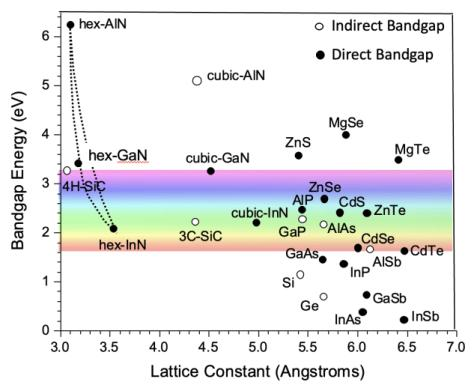 hex-AlN
Indirect Bandgap
Direct Bandgap
cubic-AlN
MgSe
ZnS
MgTe
hex-GaN
cubic-GaN
4H-SiC
ZnSe
AlP
CdS
ZnTe
cubic-InN
GaP
AlAs
hex-InN
3C-SiC
CdSe
CdTe
GaAs
AlSb
InP
Si
Ge
GaSb
InAs
InSb
Bandgap Energy (eV)
6
5
4
3
2
1
0
3.0 3.5 4.0 4.5 5.0 5.5 6.0 6.5 7.0
Lattice Constant (Angstroms)